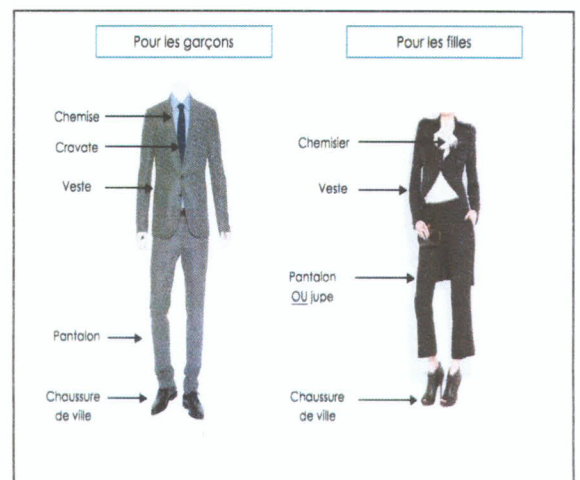 Pour les garçons
Chemise
Cravate
Veste
Pantalon
Chaussure
de ville
Pour les filles
Chemisier
Veste
Pantalon
OU jupe
Chaussure
de ville